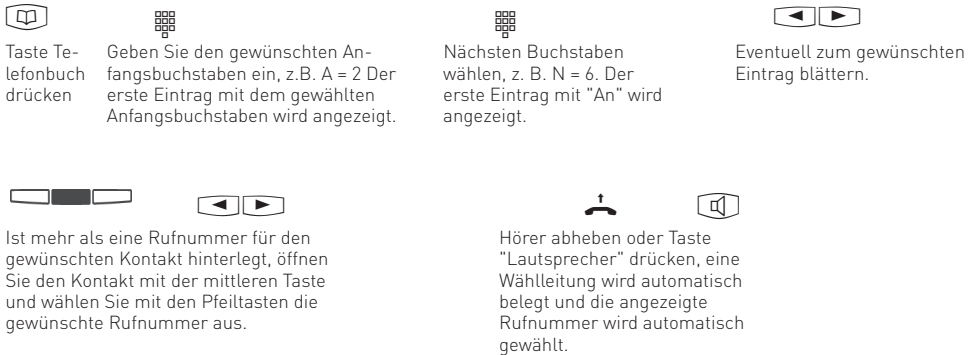 Taste Te-
lefonbuch
drücken
Geben Sie den gewünschten An-
fangsbuchstaben ein, z.B. A = 2 Der
erste Eintrag mit dem gewählten
Anfangsbuchstaben wird angezeigt.
Nächsten Buchstaben
wählen, z. B. N = 6. Der
erste Eintrag mit "An" wird
angezeigt.
Eventuell zum gewünschten
Eintrag blättern.
Ist mehr als eine Rufnummer für den
gewünschten Kontakt hinterlegt, öffnen
Sie den Kontakt mit der mittleren Taste
und wählen Sie mit den Pfeiltasten die
gewünschte Rufnummer aus.
Hörer abheben oder Taste
"Lautsprecher" drücken, eine
Wählleitung wird automatisch
belegt und die angezeigte
Rufnummer wird automatisch
gewählt.